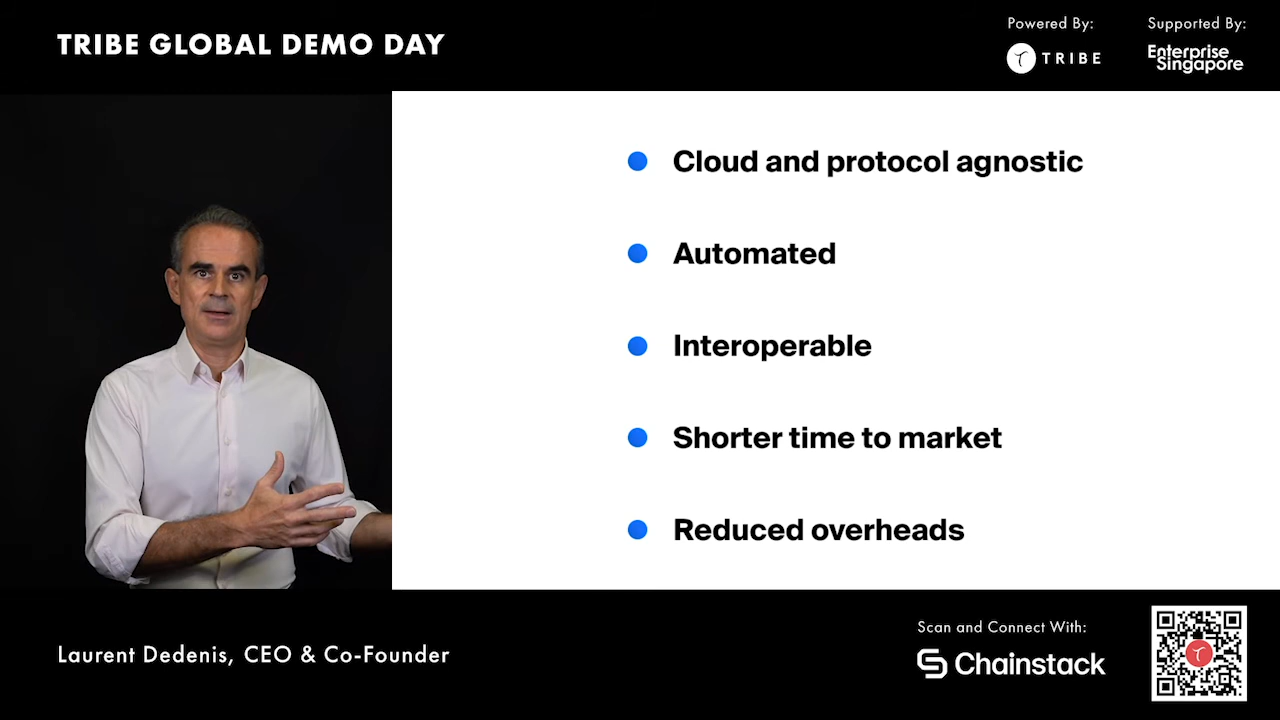 TRIBE GLOBAL DEMO DAY
Powered By:
TRIBE
Supported By:
Enterprise
Singapore
Cloud and protocol agnostic
Automated
Interoperable
Shorter time to market
Reduced overheads
Laurent Dedenis, CEO & Co-Founder
Scan and Connect With:
Chainstack